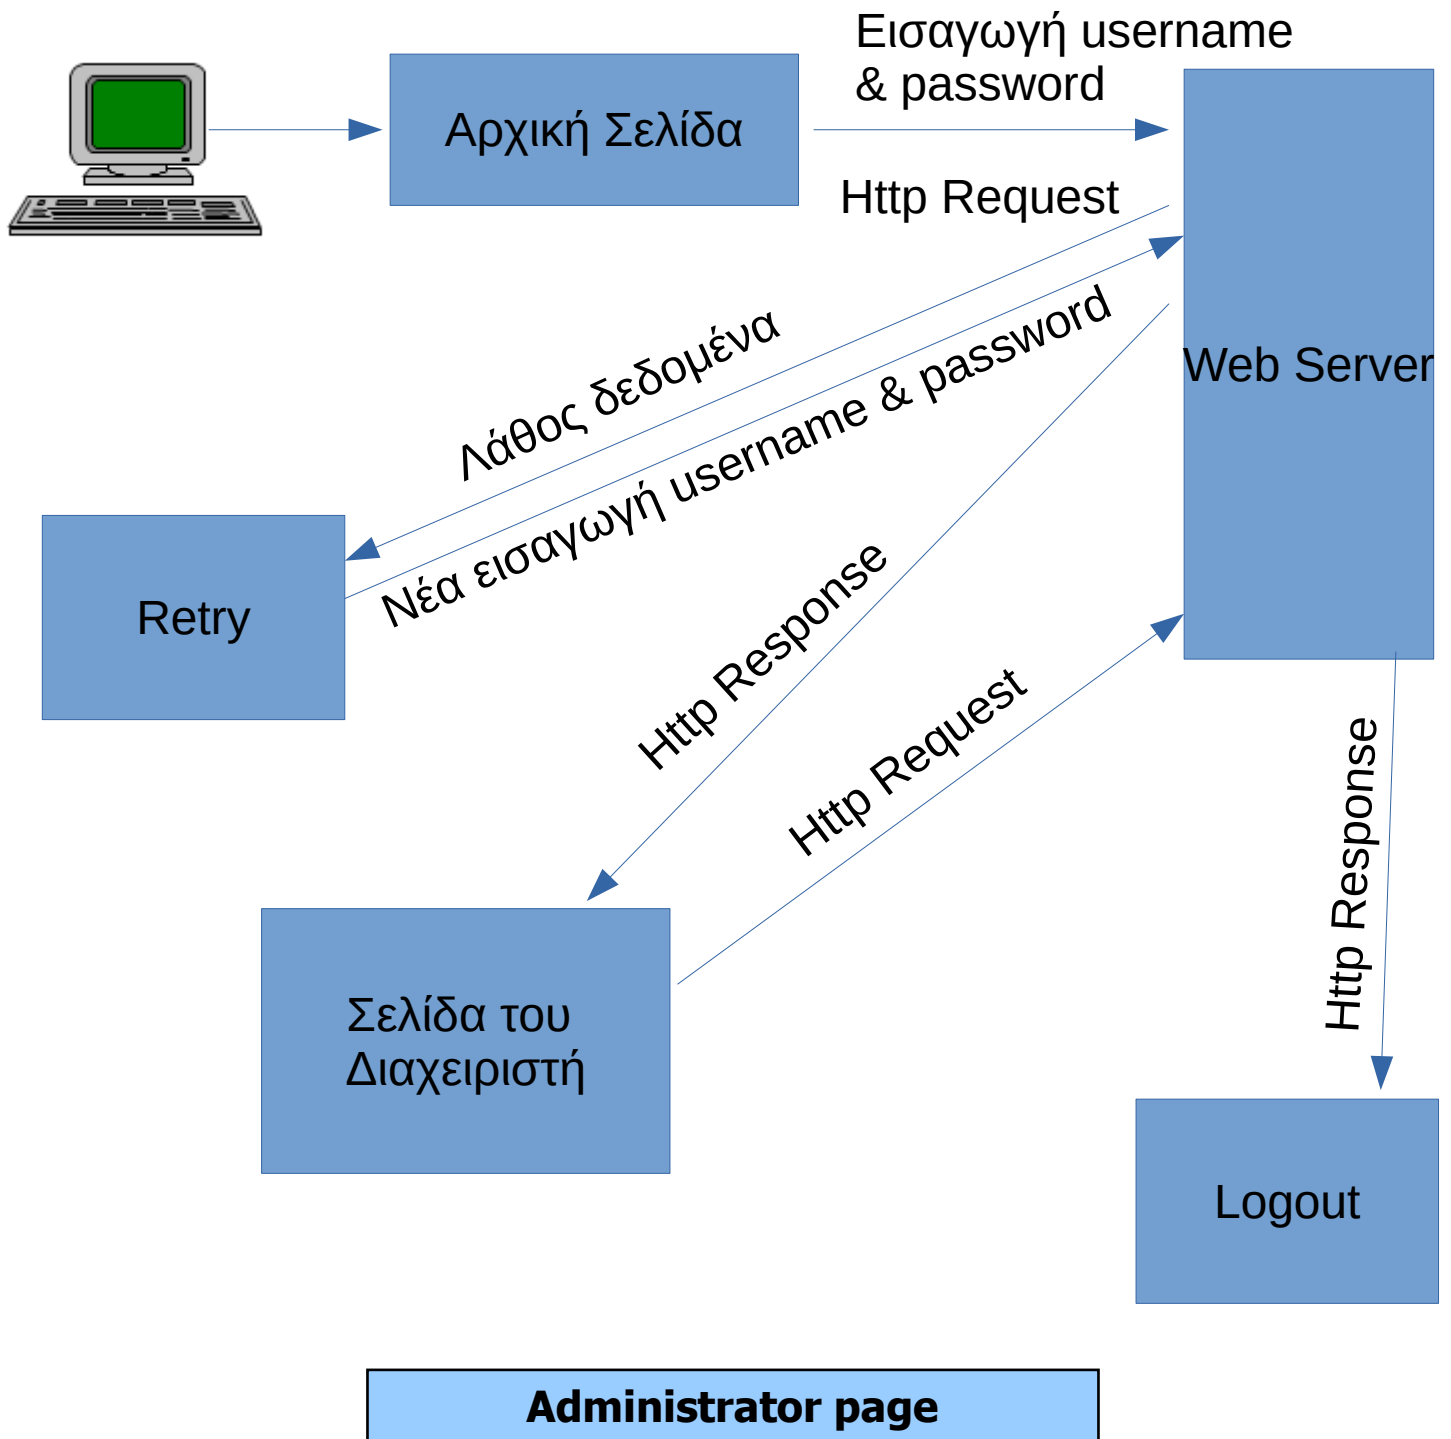 Εισαγωγή username
& password
Αρχική Σελίδα
Http Request
Web Server
Λάθος δεδομένα
Νέα εισαγωγή username & password
Retry
Http Response
Http Request
Http Response
Σελίδα του
Διαχειριστή
Logout
Administrator page